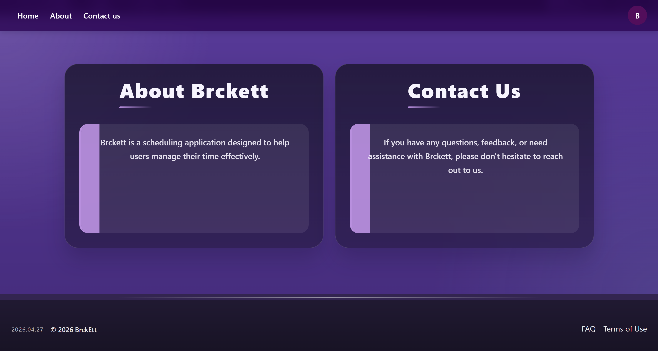 Home About Contact us
B
About Brckett
Brckett is a scheduling application designed to help
users manage their time effectively.
Contact Us
If you have any questions, feedback, or need
assistance with Brckett, please don't hesitate to reach
out to us.
2026.04.27 © 2026 BrckEtt
FAQ Terms of Use